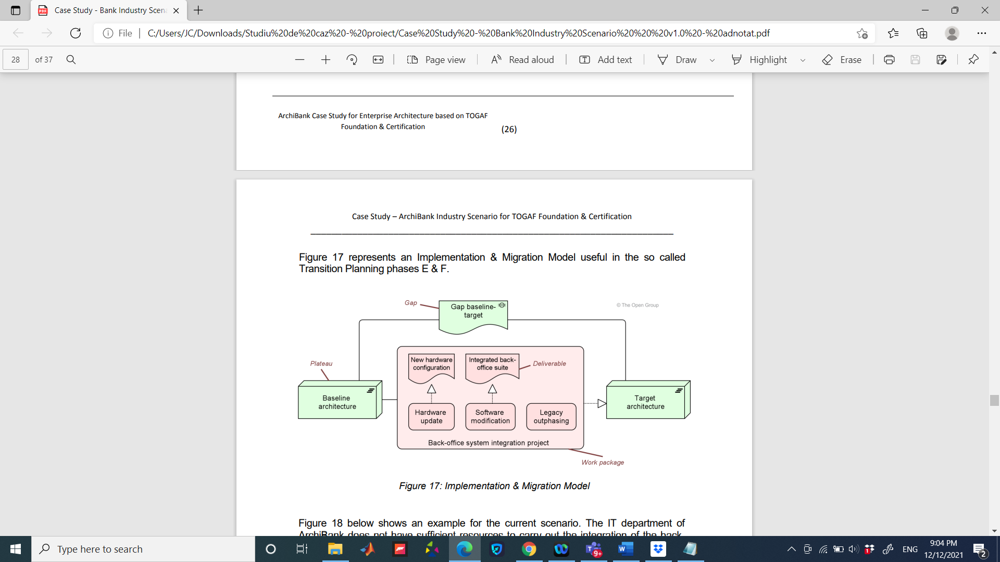 Case Study - Bank Industry Scena
File
C:/Users/JC/Downloads/Studiu%20de%20caz%20-%20proiect/Case%20Study%20-%20Bank%20Industry%20Scenario%20%20%20v1.0%20-%20adnotat.pdf
28 of 37
Page view
Read aloud
Add text
Draw
Highlight
Erase
ArchiBank Case Study for Enterprise Architecture based on TOGAF
Foundation & Certification
(26)
Case Study – ArchiBank Industry Scenario for TOGAF Foundation & Certification
Figure 17 represents an Implementation & Migration Model useful in the so called
Transition Planning phases E & F.
Gap
Gap baseline-
target
© The Open Group
Plateau
New hardware
configuration
Integrated back-
office suite
Deliverable
Baseline
architecture
Target
architecture
Hardware
update
Software
modification
Legacy
outphasing
Back-office system integration project
Work package
Figure 17: Implementation & Migration Model
Figure 18 below shows an example for the current scenario. The IT department of
ArchiBank does not have sufficient resources to carry out the integration of the back
Type here to search
9+
1
ENG
9:04 PM
12/12/2021
2